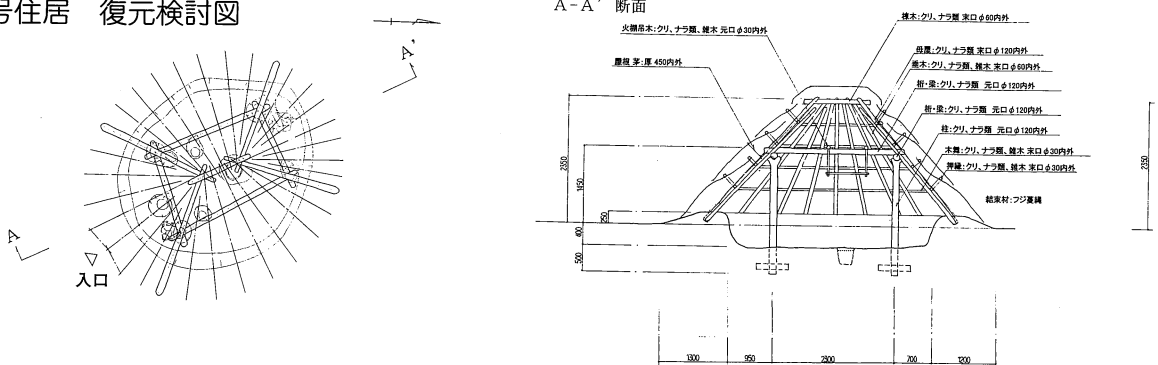 号住居 復元検討図
A'
A
入口
A-A' 断面
火棚吊木:クリ、ナラ類、雑木 元口φ30内外
屋根 茅:厚 450内外
棟木:クリ、ナラ類 末口φ60内外
母屋:クリ、ナラ類 末口φ120内外
垂木:クリ、ナラ類、雑木 末口φ60内外
桁・梁:クリ、ナラ類 元口φ120内外
桁・梁:クリ、ナラ類 元口φ120内外
柱:クリ、ナラ類 元口φ120内外
木舞:クリ、ナラ類、雑木 末口φ30内外
押縁:クリ、ナラ類、雑木 末口φ30内外
結束材:フジ蔓縄
2350
1450
250
400
500
2350
1300 950 2300 700 1200